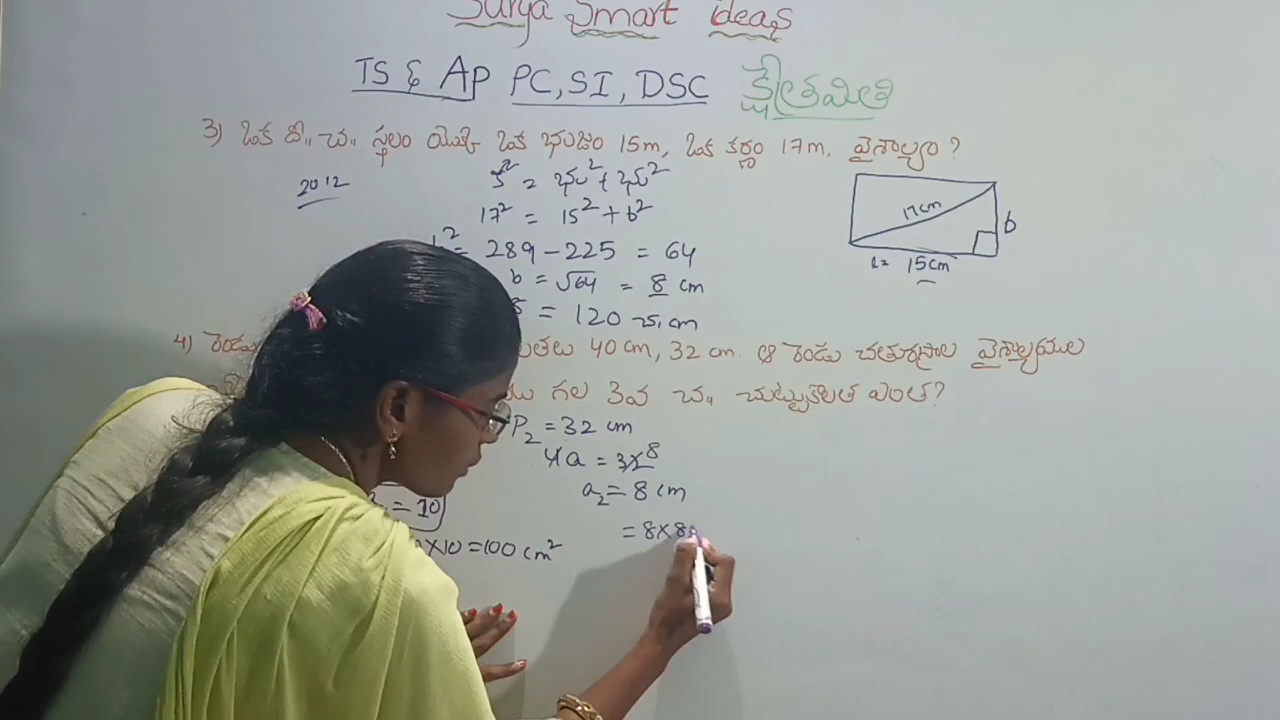 Surya Smart ideas
TS & AP PC, SI, DSC క్షేత్రమితి
3) ఒక దీ॥ చ॥ స్థలం యొక్క ఒక భుజం 15m, ఒక కర్ణం 17m, వైశాల్యం?
2012
క² = భు² + భు²
17² = 15² + b²
² = 289 - 225 = 64
b = √64 = 8 cm
= 120 చ. cm
17cm
b
l = 15cm
4) రెండు 40 cm, 32 cm. ఆ రెండు చతురస్రాల వైశాల్యముల
గల 3వ చ॥ చుట్టుకొలత ఎంత?
P₂ = 32 cm
4a = 32 8
a₂ = 8 cm
= 10
×10 = 100 cm²
= 8×8